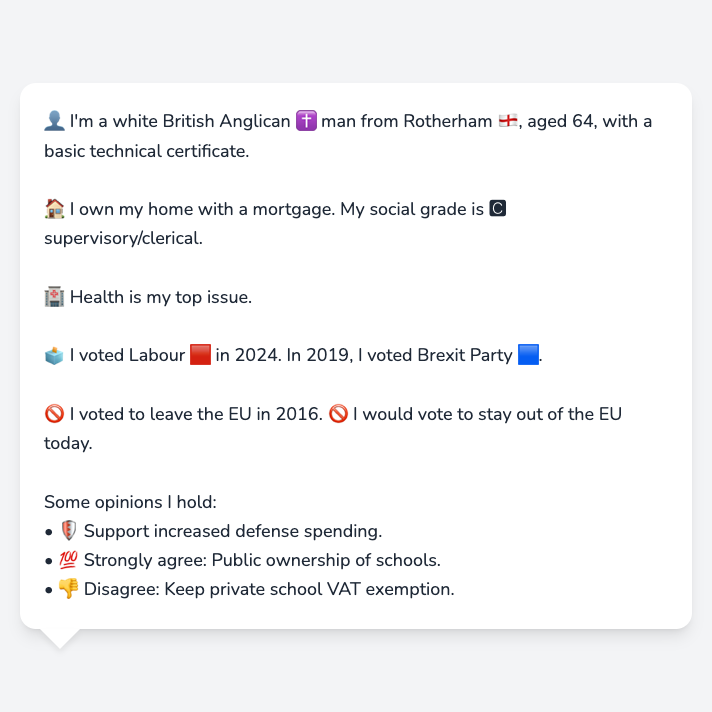 👤 I'm a white British Anglican ✝️ man from Rotherham 🏴󠁧󠁢󠁥󠁮󠁧󠁿, aged 64, with a
basic technical certificate.
🏠 I own my home with a mortgage. My social grade is 🅲
supervisory/clerical.
🏥 Health is my top issue.
🗳️ I voted Labour 🟥 in 2024. In 2019, I voted Brexit Party 🟦.
🚫 I voted to leave the EU in 2016. 🚫 I would vote to stay out of the EU
today.
Some opinions I hold:
• 🛡️ Support increased defense spending.
• 💯 Strongly agree: Public ownership of schools.
• 👎 Disagree: Keep private school VAT exemption.